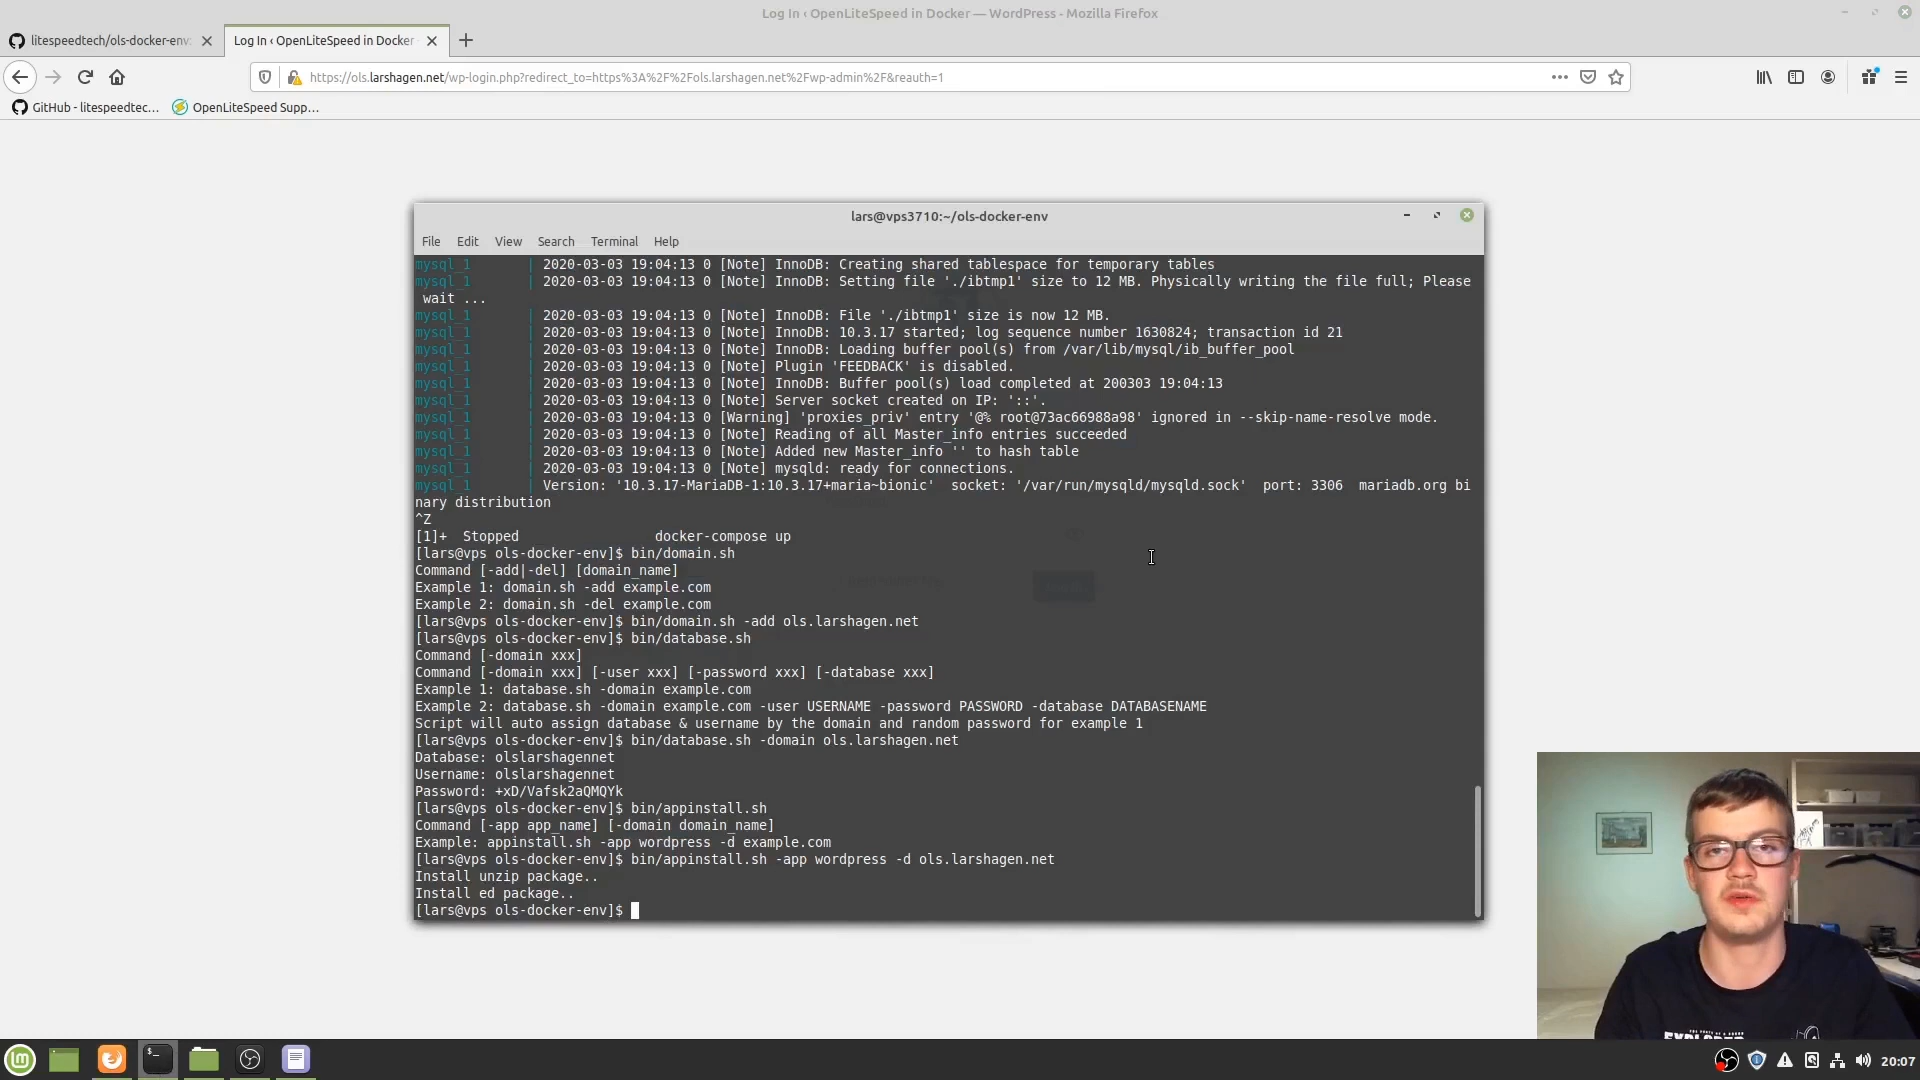 Log In ‹ OpenLiteSpeed in Docker — WordPress - Mozilla Firefox
litespeedtech/ols-docker-env:
Log In ‹ OpenLiteSpeed in Docker
https://ols.larshagen.net/wp-login.php?redirect_to=https%3A%2F%2Fols.larshagen.net%2Fwp-admin%2F&reauth=1
GitHub - litespeedtec…
OpenLiteSpeed Supp…
lars@vps3710:~/ols-docker-env
File Edit View Search Terminal Help
mysql_1 | 2020-03-03 19:04:13 0 [Note] InnoDB: Creating shared tablespace for temporary tables
mysql_1 | 2020-03-03 19:04:13 0 [Note] InnoDB: Setting file './ibtmp1' size to 12 MB. Physically writing the file full; Please
wait ...
mysql_1 | 2020-03-03 19:04:13 0 [Note] InnoDB: File './ibtmp1' size is now 12 MB.
mysql_1 | 2020-03-03 19:04:13 0 [Note] InnoDB: 10.3.17 started; log sequence number 1630824; transaction id 21
mysql_1 | 2020-03-03 19:04:13 0 [Note] InnoDB: Loading buffer pool(s) from /var/lib/mysql/ib_buffer_pool
mysql_1 | 2020-03-03 19:04:13 0 [Note] Plugin 'FEEDBACK' is disabled.
mysql_1 | 2020-03-03 19:04:13 0 [Note] InnoDB: Buffer pool(s) load completed at 200303 19:04:13
mysql_1 | 2020-03-03 19:04:13 0 [Note] Server socket created on IP: '::'.
mysql_1 | 2020-03-03 19:04:13 0 [Warning] 'proxies_priv' entry '@% root@73ac66988a98' ignored in --skip-name-resolve mode.
mysql_1 | 2020-03-03 19:04:13 0 [Note] Reading of all Master_info entries succeeded
mysql_1 | 2020-03-03 19:04:13 0 [Note] Added new Master_info '' to hash table
mysql_1 | 2020-03-03 19:04:13 0 [Note] mysqld: ready for connections.
mysql_1 | Version: '10.3.17-MariaDB-1:10.3.17+maria~bionic' socket: '/var/run/mysqld/mysqld.sock' port: 3306 mariadb.org bi
nary distribution
^Z
[1]+ Stopped docker-compose up
[lars@vps ols-docker-env]$ bin/domain.sh
Command [-add|-del] [domain_name]
Example 1: domain.sh -add example.com
Example 2: domain.sh -del example.com
[lars@vps ols-docker-env]$ bin/domain.sh -add ols.larshagen.net
[lars@vps ols-docker-env]$ bin/database.sh
Command [-domain xxx]
Command [-domain xxx] [-user xxx] [-password xxx] [-database xxx]
Example 1: database.sh -domain example.com
Example 2: database.sh -domain example.com -user USERNAME -password PASSWORD -database DATABASENAME
Script will auto assign database & username by the domain and random password for example 1
[lars@vps ols-docker-env]$ bin/database.sh -domain ols.larshagen.net
Database: olslarshagennet
Username: olslarshagennet
Password: +xD/Vafsk2aQMQYk
[lars@vps ols-docker-env]$ bin/appinstall.sh
Command [-app app_name] [-domain domain_name]
Example: appinstall.sh -app wordpress -d example.com
[lars@vps ols-docker-env]$ bin/appinstall.sh -app wordpress -d ols.larshagen.net
Install unzip package..
Install ed package..
[lars@vps ols-docker-env]$
20:07